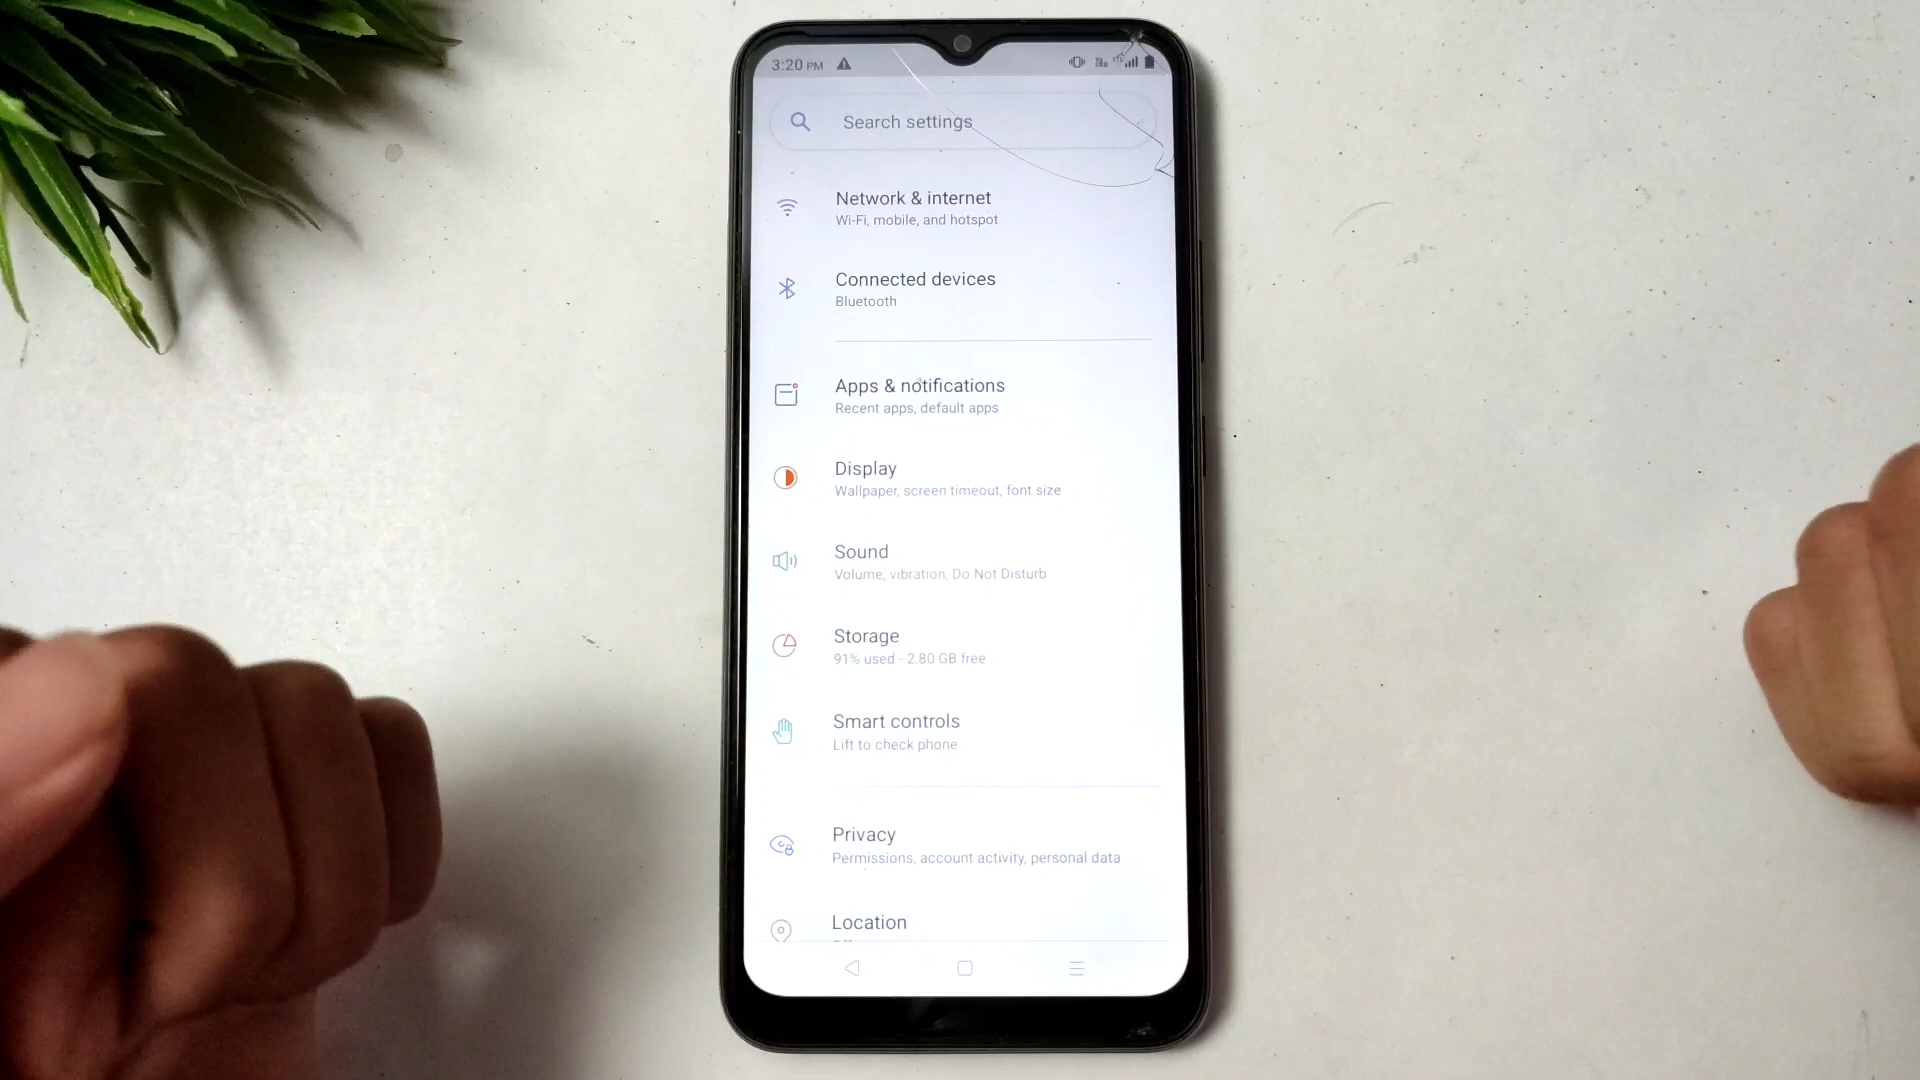 3:20 PM
Search settings
Network & internet
Wi-Fi, mobile, and hotspot
Connected devices
Bluetooth
Apps & notifications
Recent apps, default apps
Display
Wallpaper, screen timeout, font size
Sound
Volume, vibration, Do Not Disturb
Storage
91% used - 2.80 GB free
Smart controls
Lift to check phone
Privacy
Permissions, account activity, personal data
Location